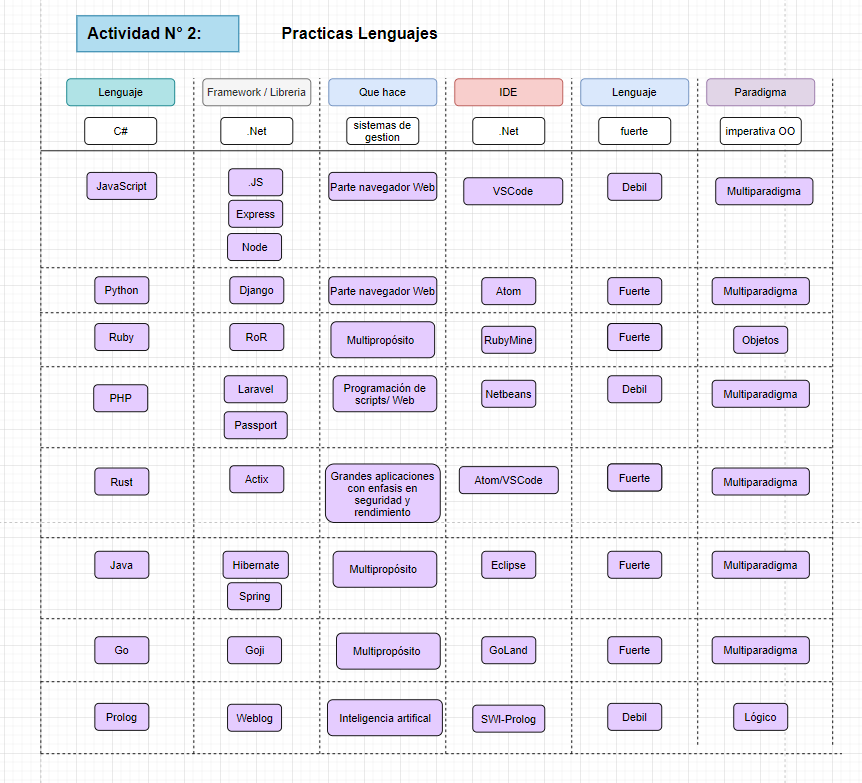 Actividad N° 2:
Practicas Lenguajes
Lenguaje
Framework / Libreria
Que hace
IDE
Lenguaje
Paradigma
C#
.Net
sistemas de
gestion
.Net
fuerte
imperativa OO
JavaScript
.JS
Express
Node
Parte navegador Web
VSCode
Debil
Multiparadigma
Python
Django
Parte navegador Web
Atom
Fuerte
Multiparadigma
Ruby
RoR
Multipropósito
RubyMine
Fuerte
Objetos
PHP
Laravel
Passport
Programación de
scripts/ Web
Netbeans
Debil
Multiparadigma
Rust
Actix
Grandes aplicaciones
con enfasis en
seguridad y
rendimiento
Atom/VSCode
Fuerte
Multiparadigma
Java
Hibernate
Spring
Multipropósito
Eclipse
Fuerte
Multiparadigma
Go
Goji
Multipropósito
GoLand
Fuerte
Multiparadigma
Prolog
Weblog
Inteligencia artifical
SWI-Prolog
Debil
Lógico